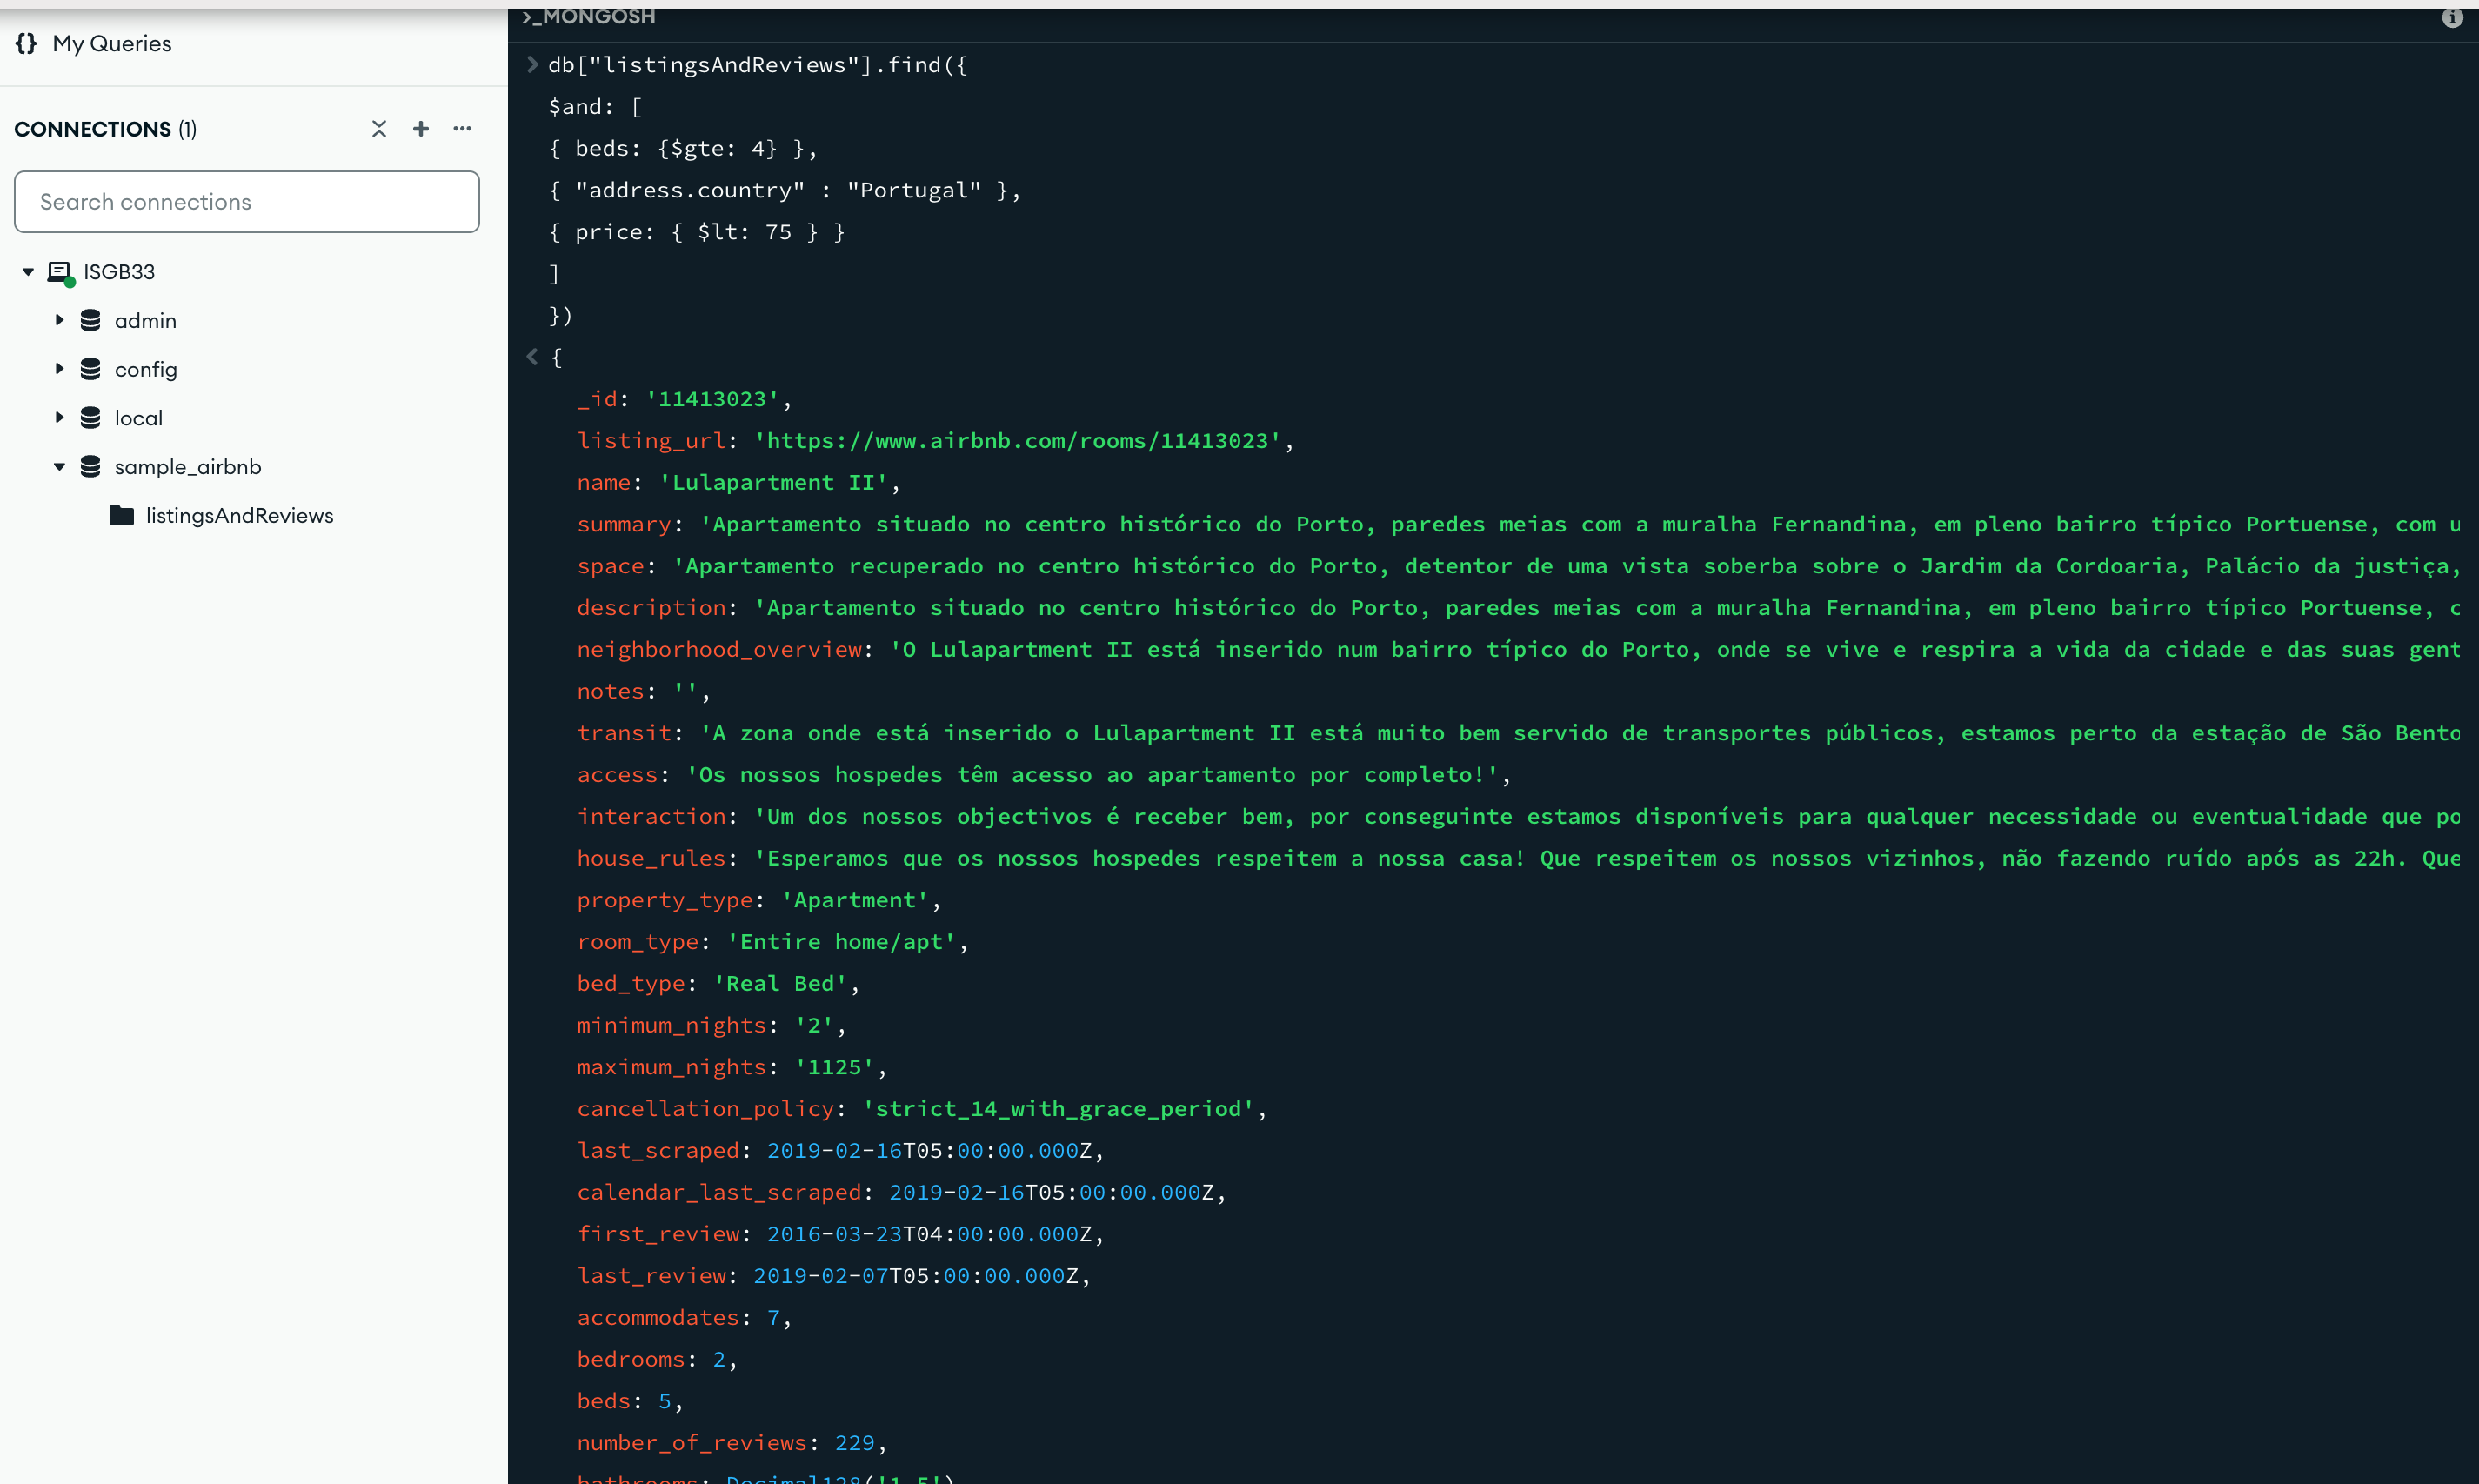 My Queries
CONNECTIONS (1)
Search connections
ISGB33
admin
config
local
sample_airbnb
listingsAndReviews
>_MONGOSH
db["listingsAndReviews"].find({
$and: [
{ beds: {$gte: 4} },
{ "address.country" : "Portugal" },
{ price: { $lt: 75 } }
]
})
{
_id: '11413023',
listing_url: 'https://www.airbnb.com/rooms/11413023',
name: 'Lulapartment II',
summary: 'Apartamento situado no centro histórico do Porto, paredes meias com a muralha Fernandina, em pleno bairro típico Portuense, com u
space: 'Apartamento recuperado no centro histórico do Porto, detentor de uma vista soberba sobre o Jardim da Cordoaria, Palácio da justiça,
description: 'Apartamento situado no centro histórico do Porto, paredes meias com a muralha Fernandina, em pleno bairro típico Portuense, c
neighborhood_overview: 'O Lulapartment II está inserido num bairro típico do Porto, onde se vive e respira a vida da cidade e das suas gent
notes: '',
transit: 'A zona onde está inserido o Lulapartment II está muito bem servido de transportes públicos, estamos perto da estação de São Bento
access: 'Os nossos hospedes têm acesso ao apartamento por completo!',
interaction: 'Um dos nossos objectivos é receber bem, por conseguinte estamos disponíveis para qualquer necessidade ou eventualidade que po
house_rules: 'Esperamos que os nossos hospedes respeitem a nossa casa! Que respeitem os nossos vizinhos, não fazendo ruído após as 22h. Que
property_type: 'Apartment',
room_type: 'Entire home/apt',
bed_type: 'Real Bed',
minimum_nights: '2',
maximum_nights: '1125',
cancellation_policy: 'strict_14_with_grace_period',
last_scraped: 2019-02-16T05:00:00.000Z,
calendar_last_scraped: 2019-02-16T05:00:00.000Z,
first_review: 2016-03-23T04:00:00.000Z,
last_review: 2019-02-07T05:00:00.000Z,
accommodates: 7,
bedrooms: 2,
beds: 5,
number_of_reviews: 229,
bathrooms: Decimal128('1.5')